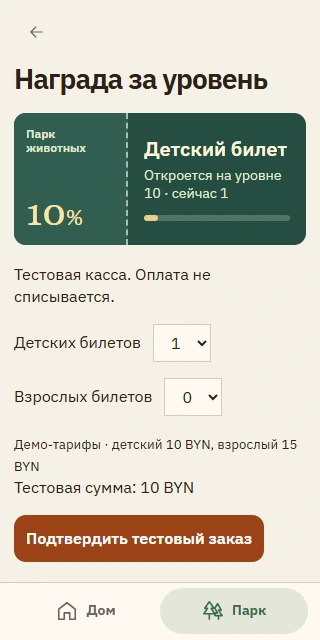 Награда за уровень
Парк
животных
10%
Детский билет
Откроется на уровне
10 · сейчас 1
Тестовая касса. Оплата не
списывается.
Детских билетов 1
Взрослых билетов 0
Демо-тарифы · детский 10 BYN, взрослый 15
BYN
Тестовая сумма: 10 BYN
Подтвердить тестовый заказ
Дом Парк